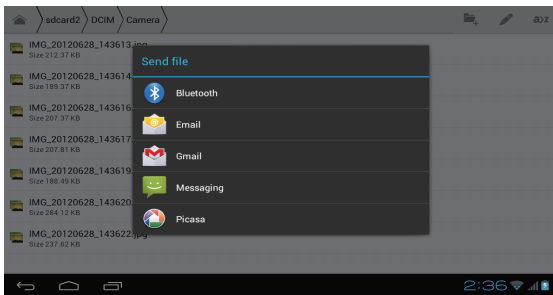 sdcard2 DCIM Camera a)z
IMG_20120628_143613.jpg
Size 212.37 KB
Send file
IMG_20120628_143614
Size 189.37 KB
Bluetooth
IMG_20120628_143616
Size 207.37 KB
Email
IMG_20120628_143617
Size 207.81 KB
Gmail
IMG_20120628_143619
Size 188.49 KB
Messaging
IMG_20120628_143620
Size 284.12 KB
Picasa
IMG_20120628_143622.jpg
Size 237.62 KB
2:36